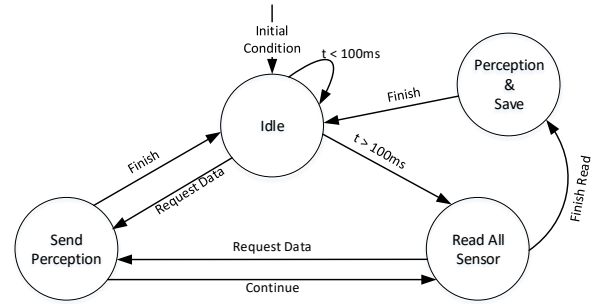 Initial
Condition
t < 100ms
Perception
&
Save
Finish
Idle
t > 100ms
Finish
Request Data
Finish Read
Send
Perception
Request Data
Read All
Sensor
Continue